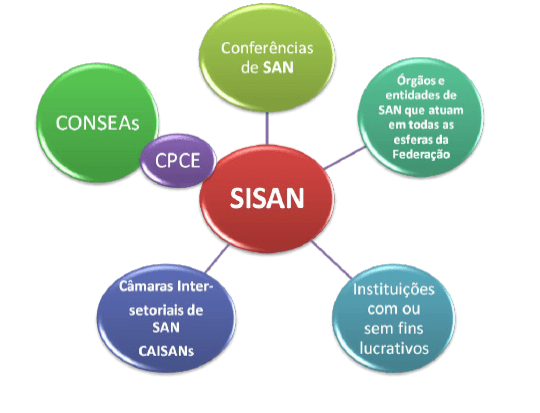 Conferências
de SAN
Órgãos e
entidades de
SAN que atuam
em todas as
esferas da
Federação
CONSEAs
CPCE
SISAN
Câmaras Inter-
setoriais de
SAN
CAISANs
Instituições
com ou
sem fins
lucrativos